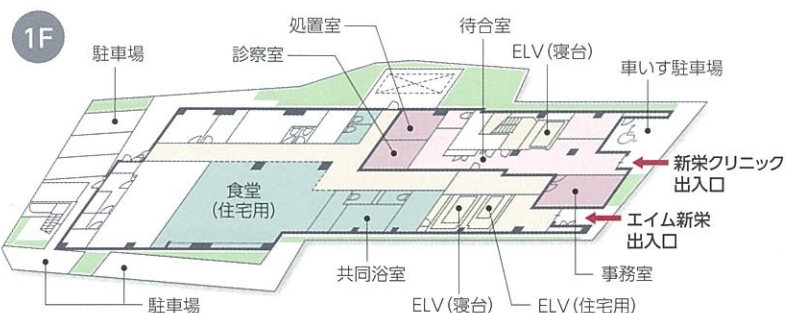 1F
処置室
待合室
駐車場
診察室
ELV(寝台)
車いす駐車場
新栄クリニック
出入口
食堂
(住宅用)
エイム新栄
出入口
共同浴室
事務室
駐車場
ELV(寝台)
ELV(住宅用)